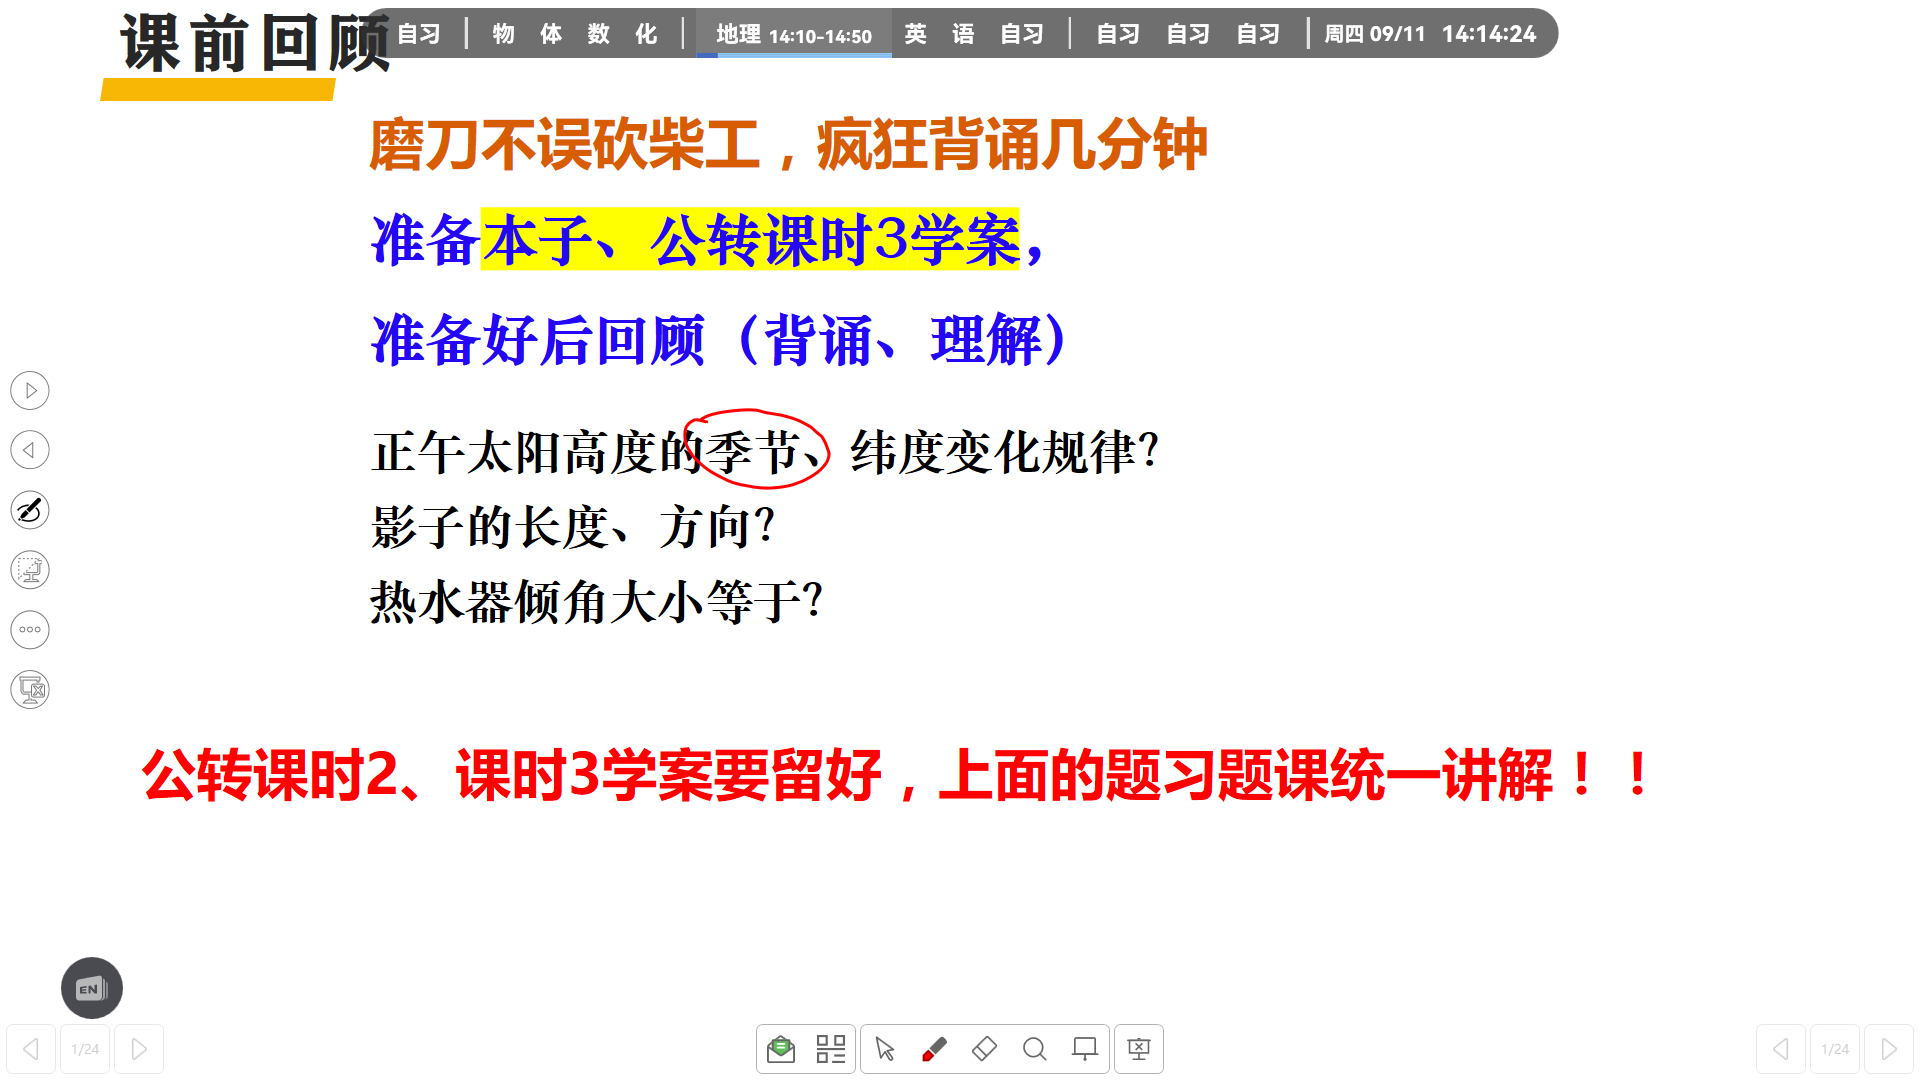 课前回顾
自习 | 物 体 数 化 | 地理 14:10-14:50 英 语 自习 | 自习 自习 自习 | 周四 09/11 14:14:24
磨刀不误砍柴工，疯狂背诵几分钟
准备本子、公转课时3学案，
准备好后回顾（背诵、理解）
正午太阳高度的季节、纬度变化规律？
影子的长度、方向？
热水器倾角大小等于？
公转课时2、课时3学案要留好，上面的题习题课统一讲解！！
EN
1/24
1/24